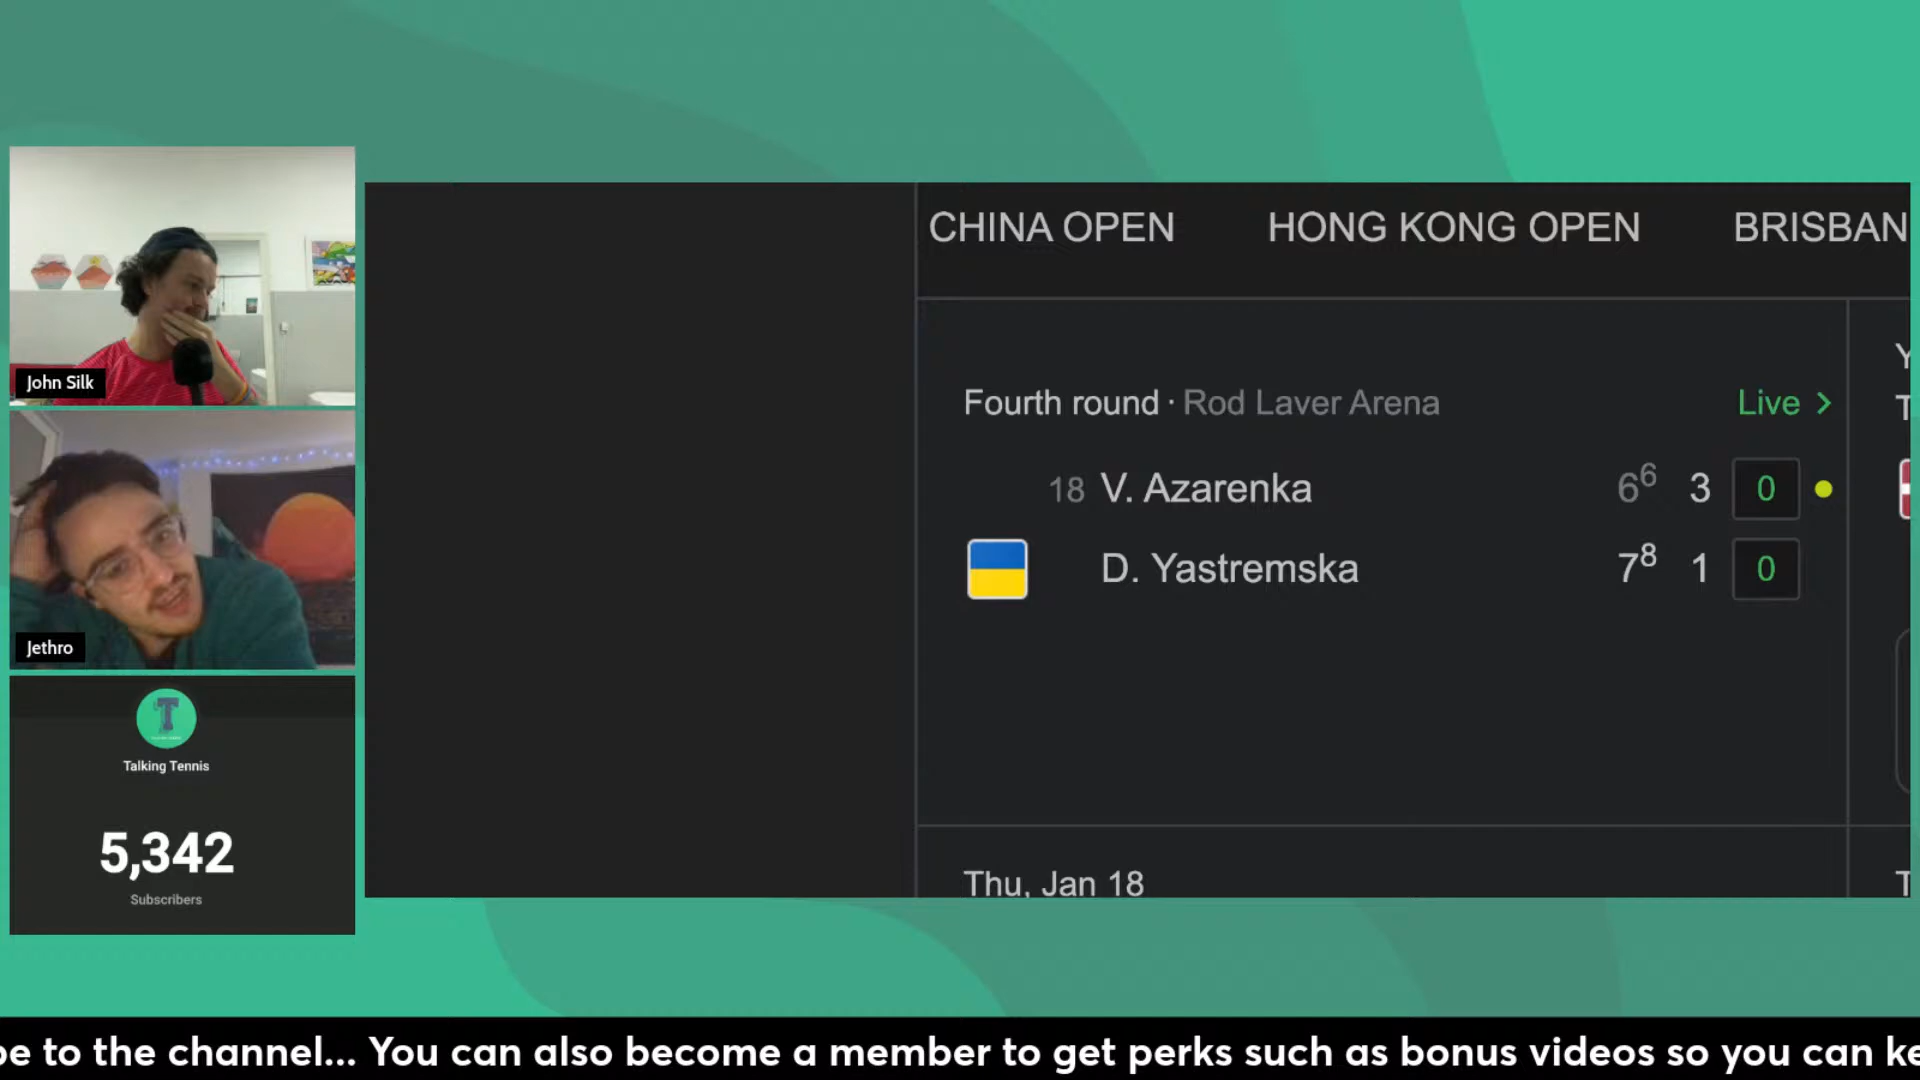 John Silk
Jethro
T
Talking Tennis
5,342
Subscribers
CHINA OPEN HONG KONG OPEN BRISBAN
Fourth round · Rod Laver Arena Live >
18 V. Azarenka 6⁶ 3 0
D. Yastremska 7⁸ 1 0
Thu, Jan 18
Y
T
T
be to the channel... You can also become a member to get perks such as bonus videos so you can ke